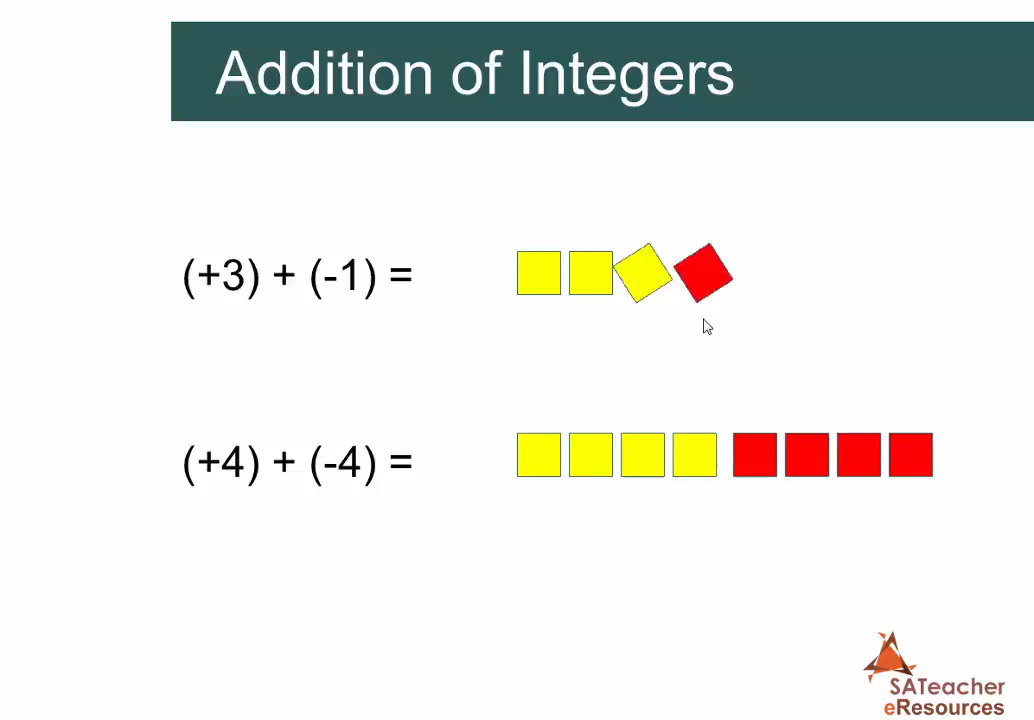 Addition of Integers
(+3) + (-1) =
(+4) + (-4) =
SATeacher
eResources